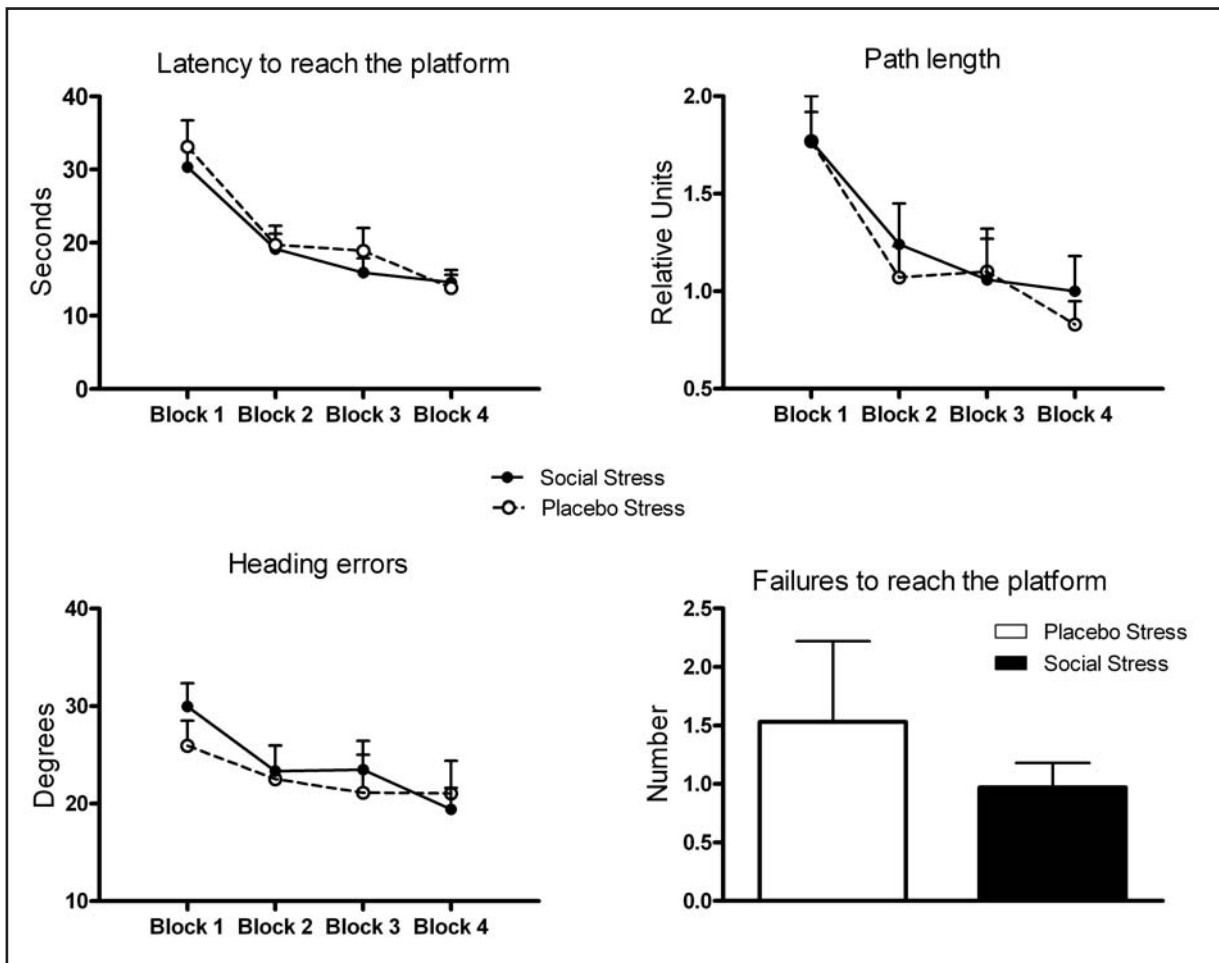 Latency to reach the platform
40
30
20
10
0
Seconds
Block 1 Block 2 Block 3 Block 4
Path length
2.0
1.5
1.0
0.5
Relative Units
Block 1 Block 2 Block 3 Block 4
Social Stress
Placebo Stress
Heading errors
40
30
20
10
Degrees
Block 1 Block 2 Block 3 Block 4
Failures to reach the platform
2.5
2.0
1.5
1.0
0.5
0.0
Number
Placebo Stress
Social Stress